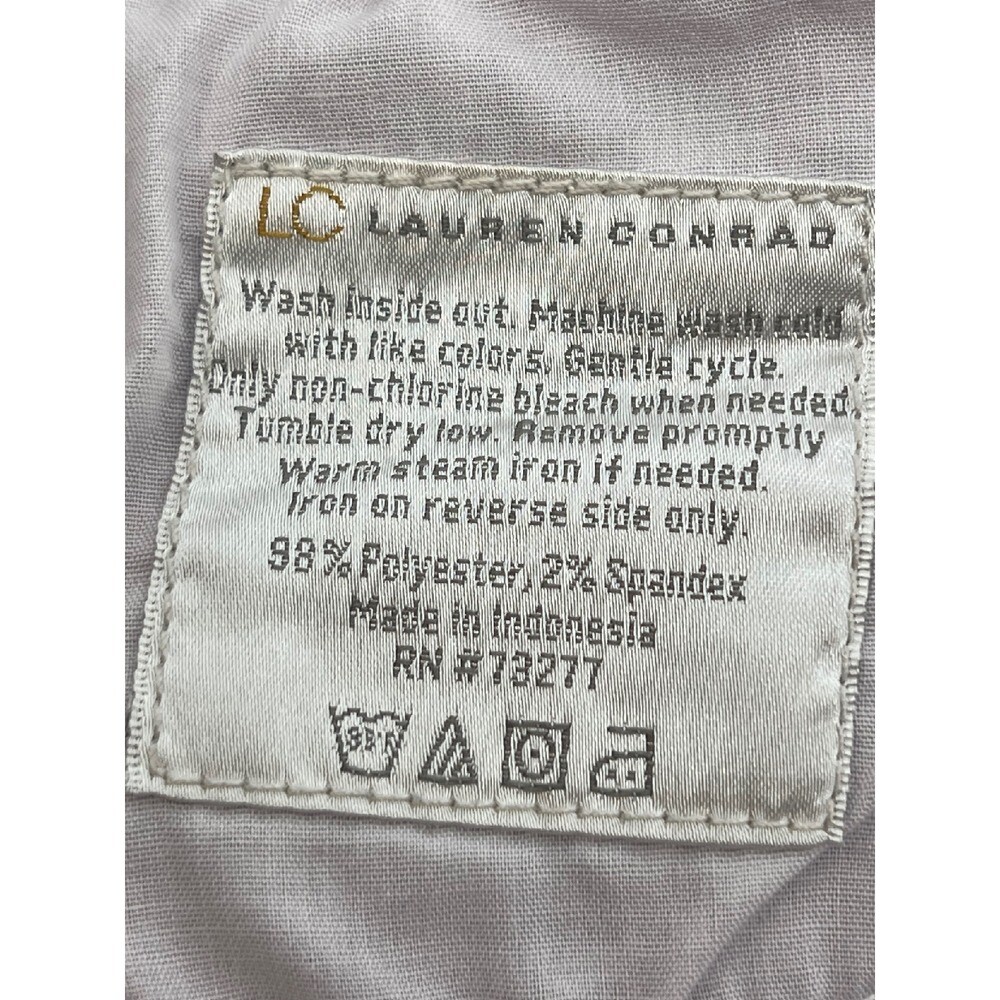 LC LAUREN CONRAD
Wash inside out. Machine wash cold
with like colors. Gentle cycle.
Only non-chlorine bleach when needed.
Tumble dry low. Remove promptly
Warm steam iron if needed.
Iron on reverse side only.
98% Polyester, 2% Spandex
Made in Indonesia
RN #73277